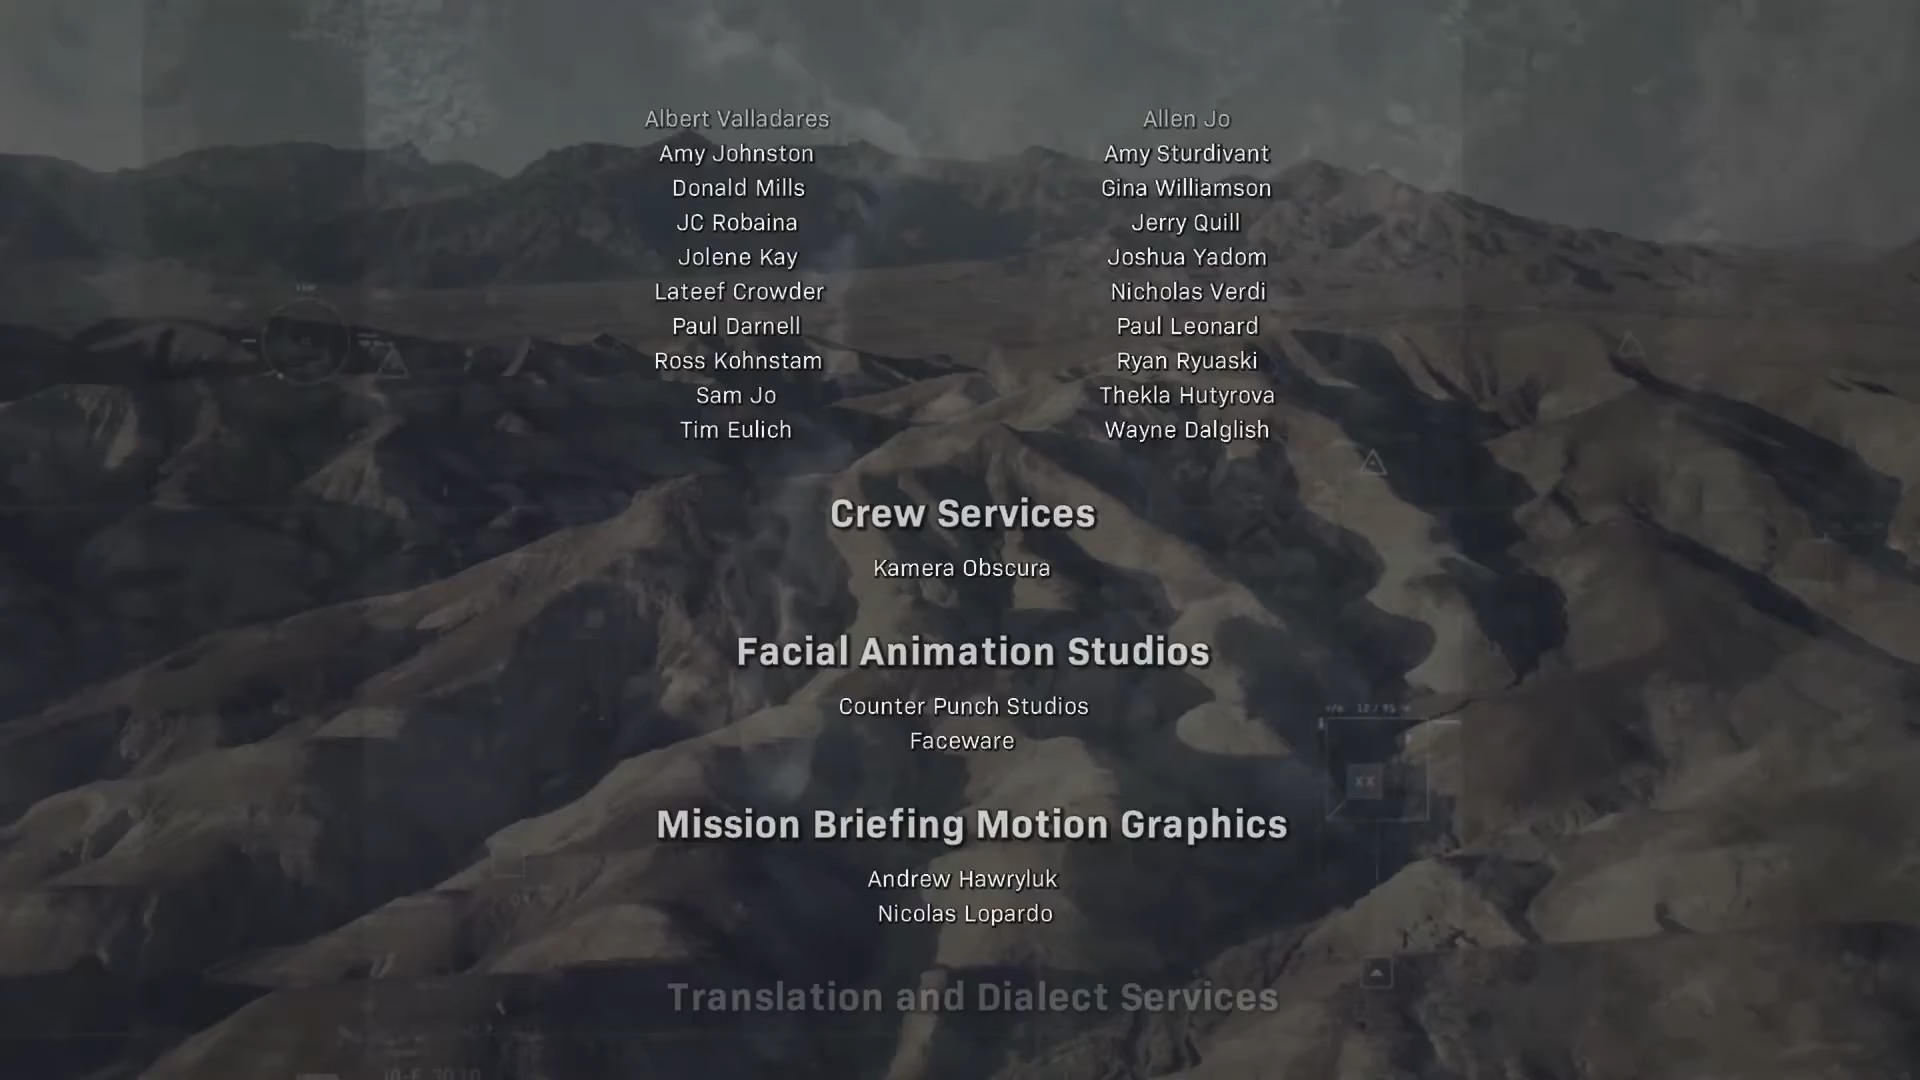 Albert Valladares Allen Jo
Amy Johnston Amy Sturdivant
Donald Mills Gina Williamson
JC Robaina Jerry Quill
Jolene Kay Joshua Yadom
Lateef Crowder Nicholas Verdi
Paul Darnell Paul Leonard
Ross Kohnstam Ryan Ryuaski
Sam Jo Thekla Hutyrova
Tim Eulich Wayne Dalglish
Crew Services
Kamera Obscura
Facial Animation Studios
Counter Punch Studios
Faceware
Mission Briefing Motion Graphics
XX
Andrew Hawryluk
Nicolas Lopardo
Translation and Dialect Services